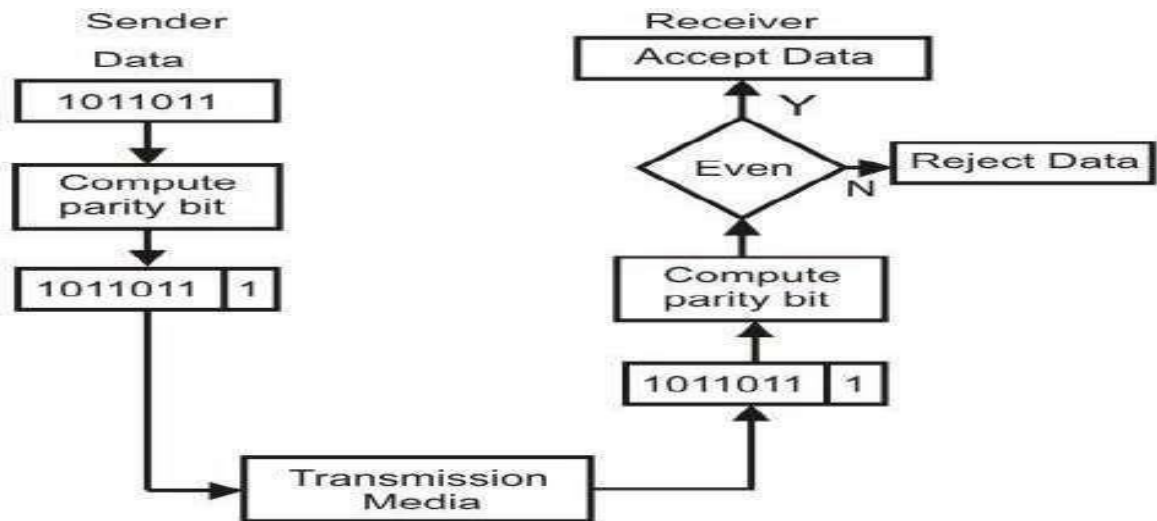 Sender
Data
1011011
Compute
parity bit
1011011 1
Transmission
Media
Receiver
Accept Data
Y
Even
N
Reject Data
Compute
parity bit
1011011 1